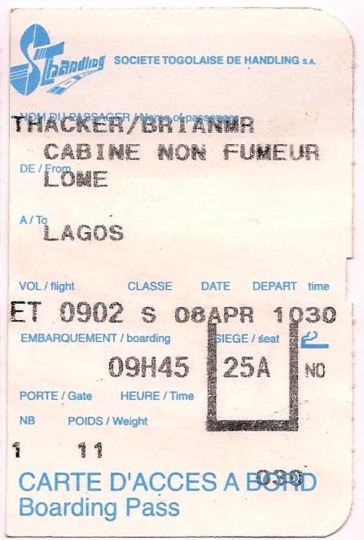 SThandling SOCIETE TOGOLAISE DE HANDLING S.A.
NOM DU PASSAGER / Name of passenger
THACKER/BRIANMR
CABINE NON FUMEUR
DE / From
LOME
A / To
LAGOS
VOL / flight CLASSE DATE DEPART time
ET 0902 S 08APR 1030
EMBARQUEMENT / boarding SIEGE / seat
09H45 25A NO
PORTE / Gate HEURE / Time
NB POIDS / Weight
1 11
030
CARTE D'ACCES A BORD
Boarding Pass